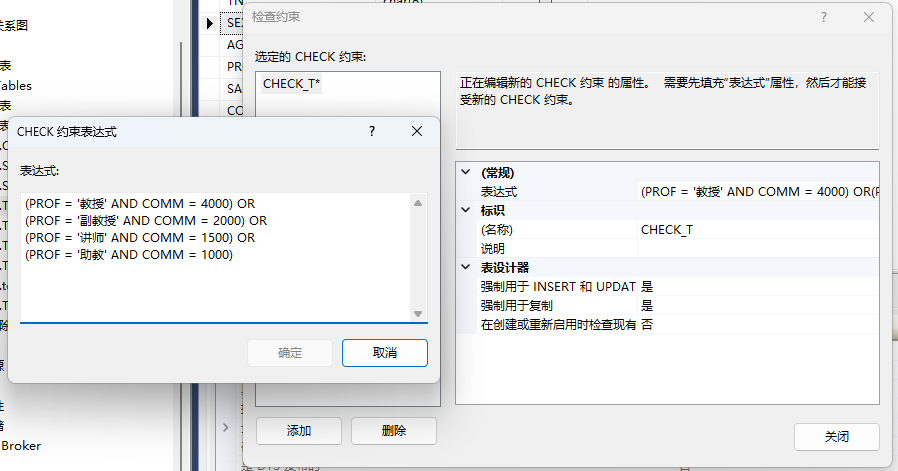 关系图
表
Tables
表
表
SEX
AG
PR
SA
CO
Broker
检查约束
?
选定的 CHECK 约束:
CHECK_T*
正在编辑新的 CHECK 约束 的属性。 需要先填充“表达式”属性，然后才能接
受新的 CHECK 约束。
(常规)
表达式 (PROF = '教授' AND COMM = 4000) OR(P
标识
(名称) CHECK_T
说明
表设计器
强制用于 INSERT 和 UPDAT 是
强制用于复制 是
在创建或重新启用时检查现有 否
添加
删除
关闭
CHECK 约束表达式
?
表达式:
(PROF = '教授' AND COMM = 4000) OR
(PROF = '副教授' AND COMM = 2000) OR
(PROF = '讲师' AND COMM = 1500) OR
(PROF = '助教' AND COMM = 1000)
确定
取消